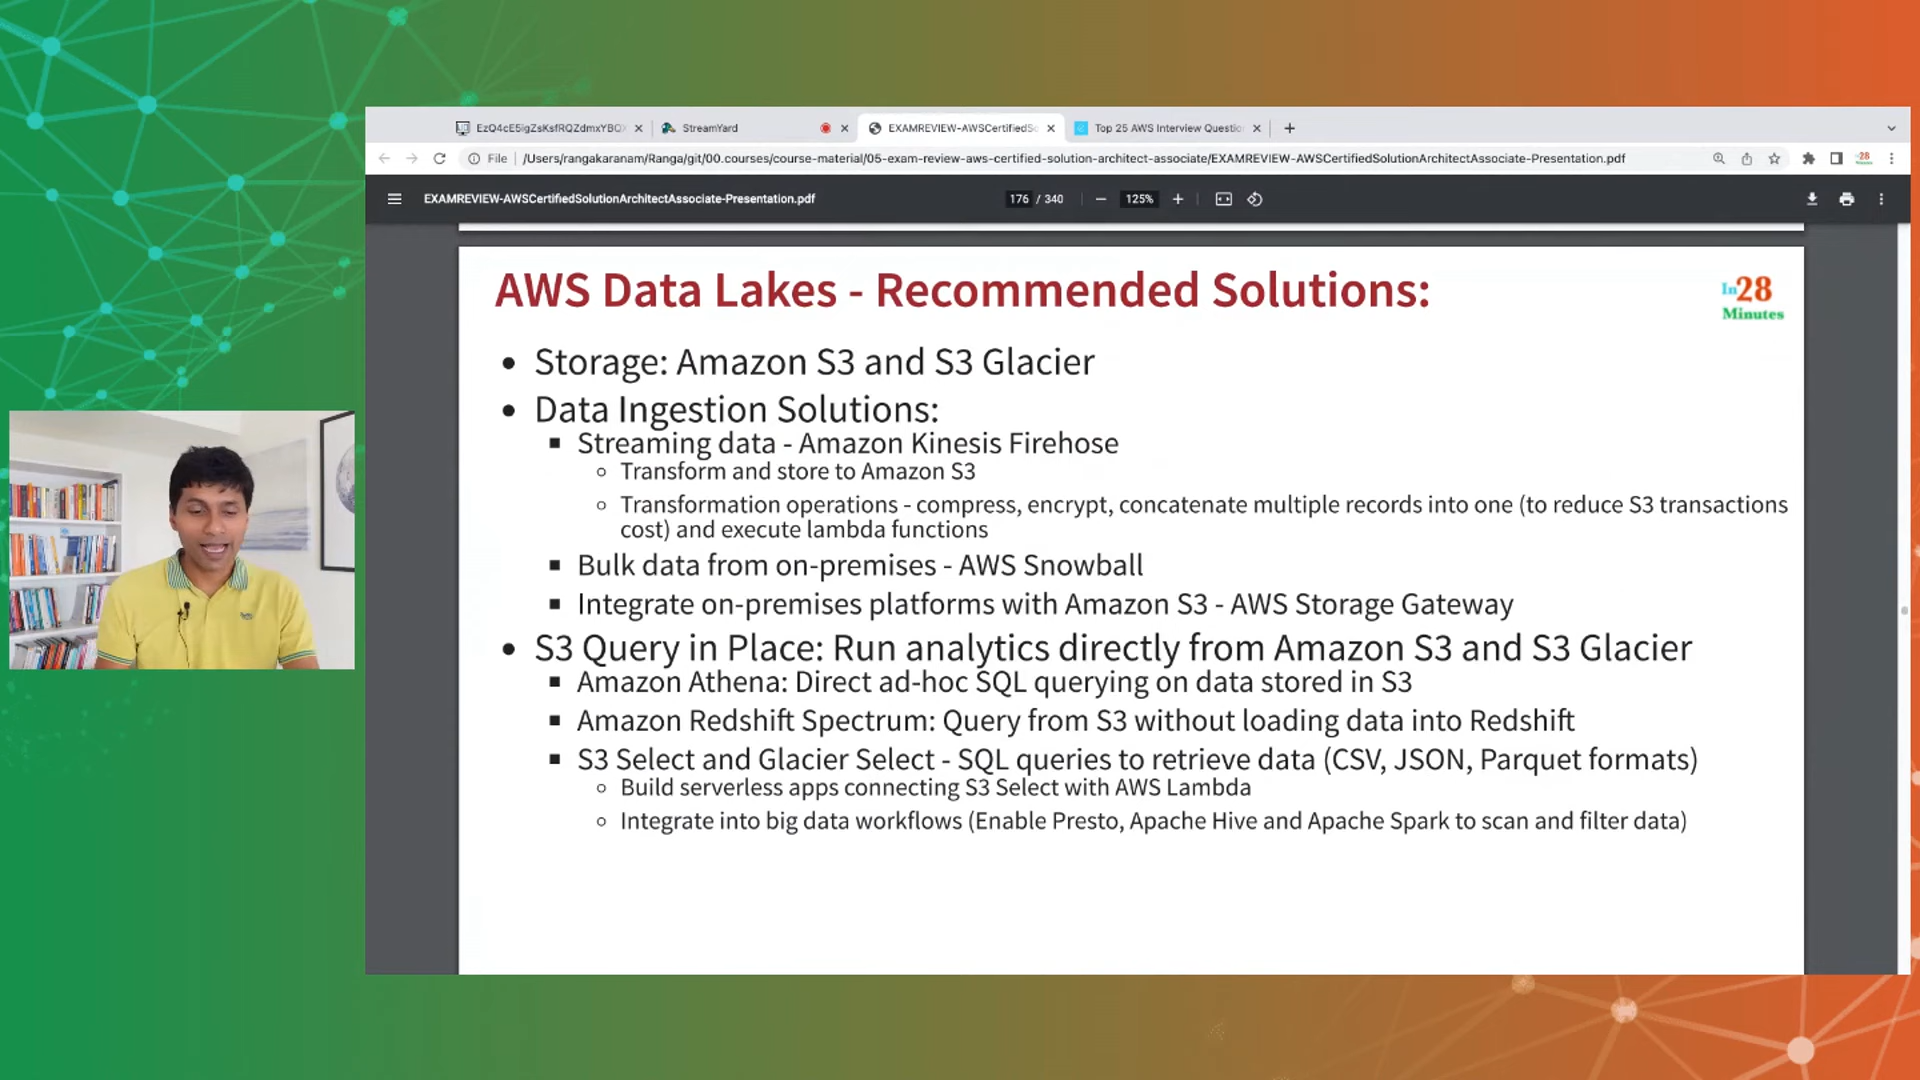 EzQ4cE5igZsKsfRQZdmxYBQX
StreamYard
EXAMREVIEW-AWSCertifiedSo
Top 25 AWS Interview Question
File
/Users/rangakaranam/Ranga/git/00.courses/course-material/05-exam-review-aws-certified-solution-architect-associate/EXAMREVIEW-AWSCertifiedSolutionArchitectAssociate-Presentation.pdf
EXAMREVIEW-AWSCertifiedSolutionArchitectAssociate-Presentation.pdf
176 / 340
125%
AWS Data Lakes - Recommended Solutions:
In28
Minutes
• Storage: Amazon S3 and S3 Glacier
• Data Ingestion Solutions:
▪ Streaming data - Amazon Kinesis Firehose
○ Transform and store to Amazon S3
○ Transformation operations - compress, encrypt, concatenate multiple records into one (to reduce S3 transactions
cost) and execute lambda functions
▪ Bulk data from on-premises - AWS Snowball
▪ Integrate on-premises platforms with Amazon S3 - AWS Storage Gateway
• S3 Query in Place: Run analytics directly from Amazon S3 and S3 Glacier
▪ Amazon Athena: Direct ad-hoc SQL querying on data stored in S3
▪ Amazon Redshift Spectrum: Query from S3 without loading data into Redshift
▪ S3 Select and Glacier Select - SQL queries to retrieve data (CSV, JSON, Parquet formats)
○ Build serverless apps connecting S3 Select with AWS Lambda
○ Integrate into big data workflows (Enable Presto, Apache Hive and Apache Spark to scan and filter data)